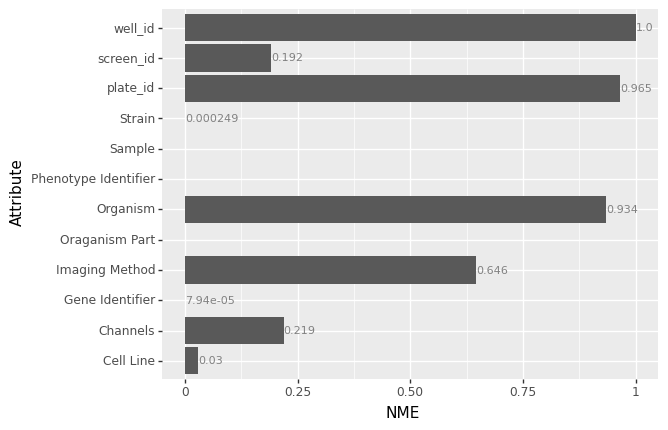 well_id
1.0
screen_id
0.192
plate_id
0.965
Strain
0.000249
Sample
Phenotype Identifier
Organism
0.934
Oraganism Part
Imaging Method
0.646
Gene Identifier
7.94e-05
Channels
0.219
Cell Line
0.03
Attribute
0
0.25
0.50
0.75
1
NME